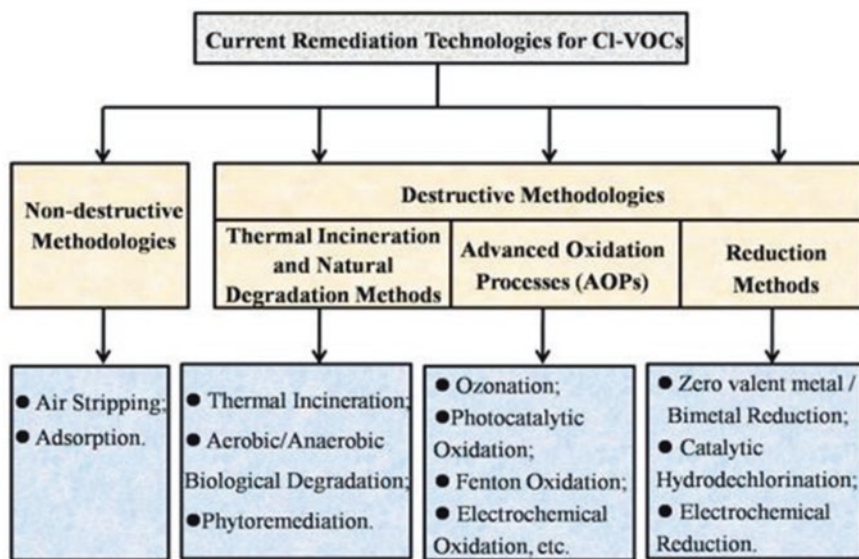 Current Remediation Technologies for Cl-VOCs
Non-destructive
Methodologies
Destructive Methodologies
Thermal Incineration
and Natural
Degradation Methods
Advanced Oxidation
Processes (AOPs)
Reduction
Methods
● Air Stripping;
● Adsorption.
● Thermal Incineration;
● Aerobic/Anaerobic
Biological Degradation;
●Phytoremediation.
● Ozonation;
●Photocatalytic
Oxidation;
● Fenton Oxidation;
● Electrochemical
Oxidation, etc.
● Zero valent metal /
Bimetal Reduction;
● Catalytic
Hydrodechlorination;
● Electrochemical
Reduction.